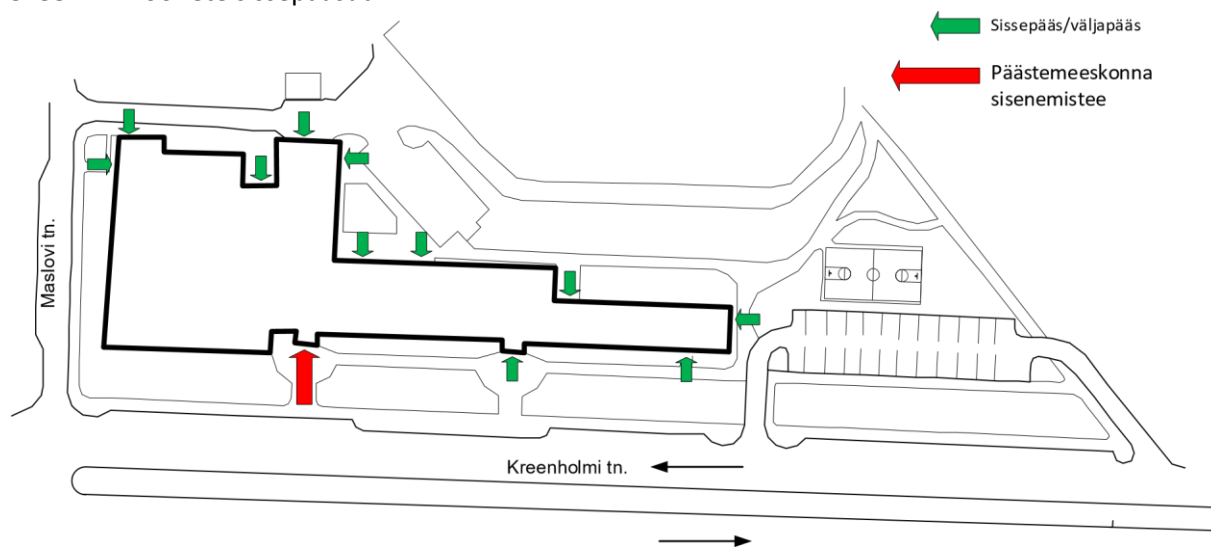 Sissepääs/väljapääs
Päästemeeskonna
sisenemistee
Maslovi tn.
Kreenholmi tn.